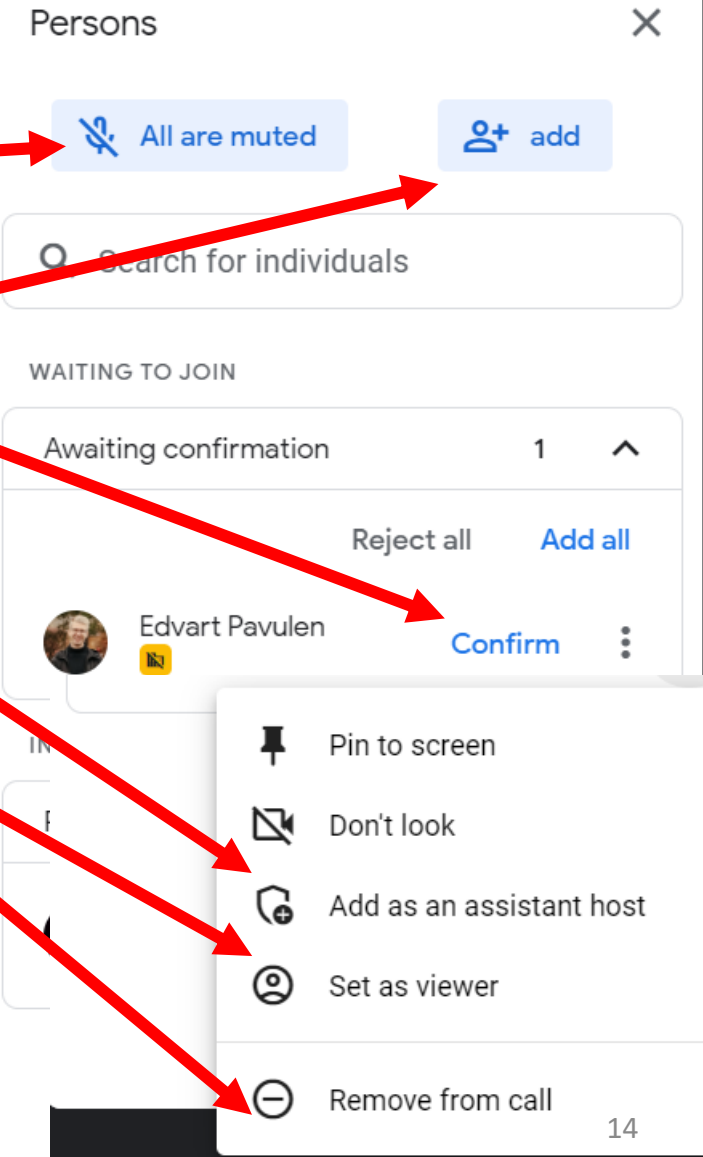 Persons
All are muted
add
Search for individuals
WAITING TO JOIN
Awaiting confirmation 1
Reject all Add all
Edvart Pavulen
Confirm
Pin to screen
Don't look
Add as an assistant host
Set as viewer
Remove from call
14